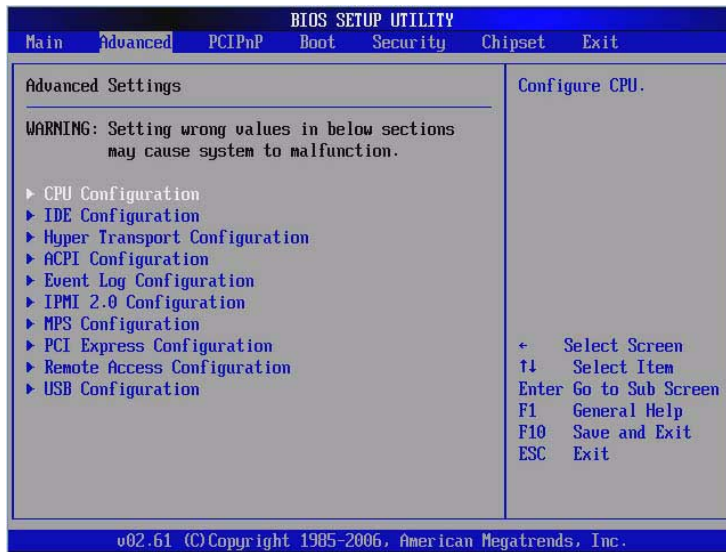 BIOS SETUP UTILITY
Main Advanced PCIPnP Boot Security Chipset Exit
Advanced Settings
WARNING: Setting wrong values in below sections
may cause system to malfunction.
CPU Configuration
IDE Configuration
Hyper Transport Configuration
ACPI Configuration
Event Log Configuration
IPMI 2.0 Configuration
MPS Configuration
PCI Express Configuration
Remote Access Configuration
USB Configuration
Configure CPU.
← Select Screen
↑↓ Select Item
Enter Go to Sub Screen
F1 General Help
F10 Save and Exit
ESC Exit
v02.61 (C)Copyright 1985-2006, American Megatrends, Inc.